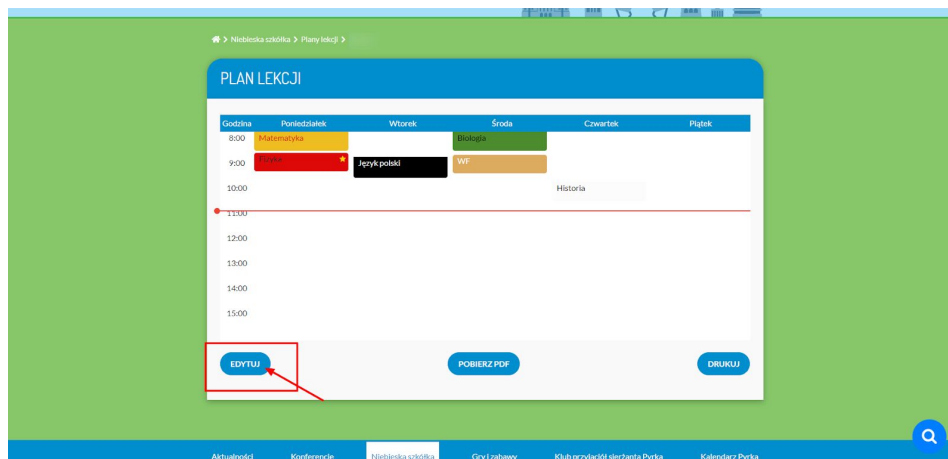 > Niebieska szkółka > Plany lekcji >
PLAN LEKCJI
Godzina Poniedziałek Wtorek Środa Czwartek Piątek
8:00 Matematyka Biologia
9:00 Fizyka Język polski WF
10:00 Historia
11:00
12:00
13:00
14:00
15:00
EDYTUJ POBIERZ PDF DRUKUJ
Aktualności Konferencje Niebieska szkółka Gry i zabawy Klub przyjaciół sierżanta Pyrka Kalendarz Pyrka